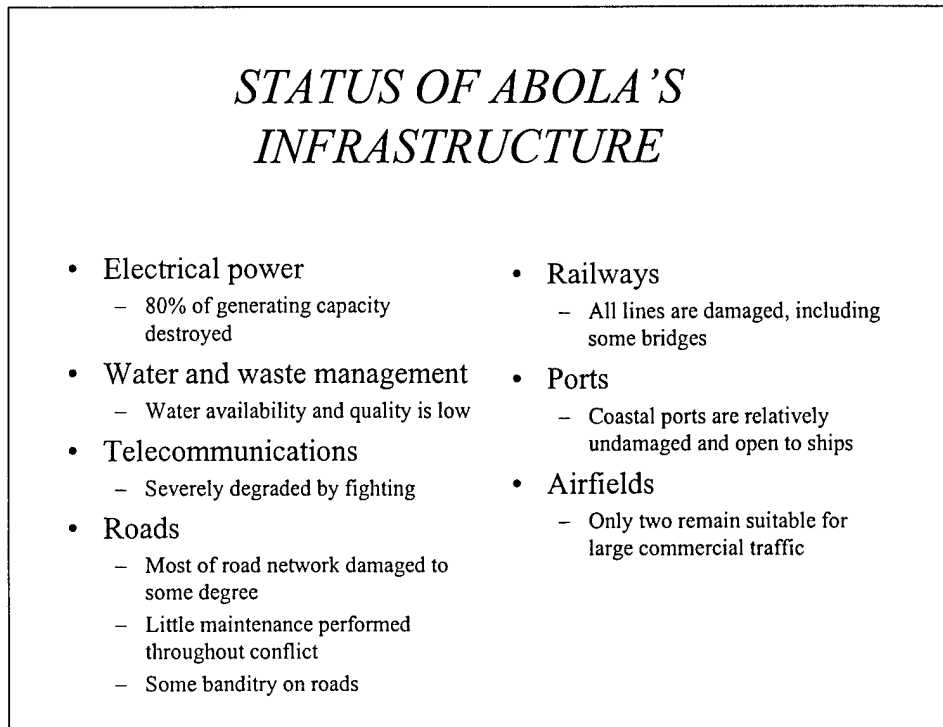 STATUS OF ABOLA'S
INFRASTRUCTURE
• Electrical power
– 80% of generating capacity
destroyed
• Water and waste management
– Water availability and quality is low
• Telecommunications
– Severely degraded by fighting
• Roads
– Most of road network damaged to
some degree
– Little maintenance performed
throughout conflict
– Some banditry on roads
• Railways
– All lines are damaged, including
some bridges
• Ports
– Coastal ports are relatively
undamaged and open to ships
• Airfields
– Only two remain suitable for
large commercial traffic